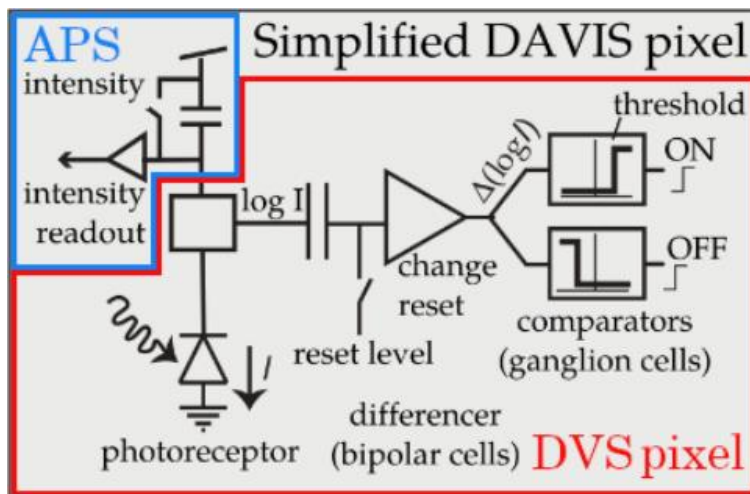 APS
Simplified DAVIS pixel
intensity
threshold
Δ(logI)
ON
intensity
readout
log I
OFF
change
reset
reset level
comparators
(ganglion cells)
I
photoreceptor
differencer
(bipolar cells)
DVS pixel